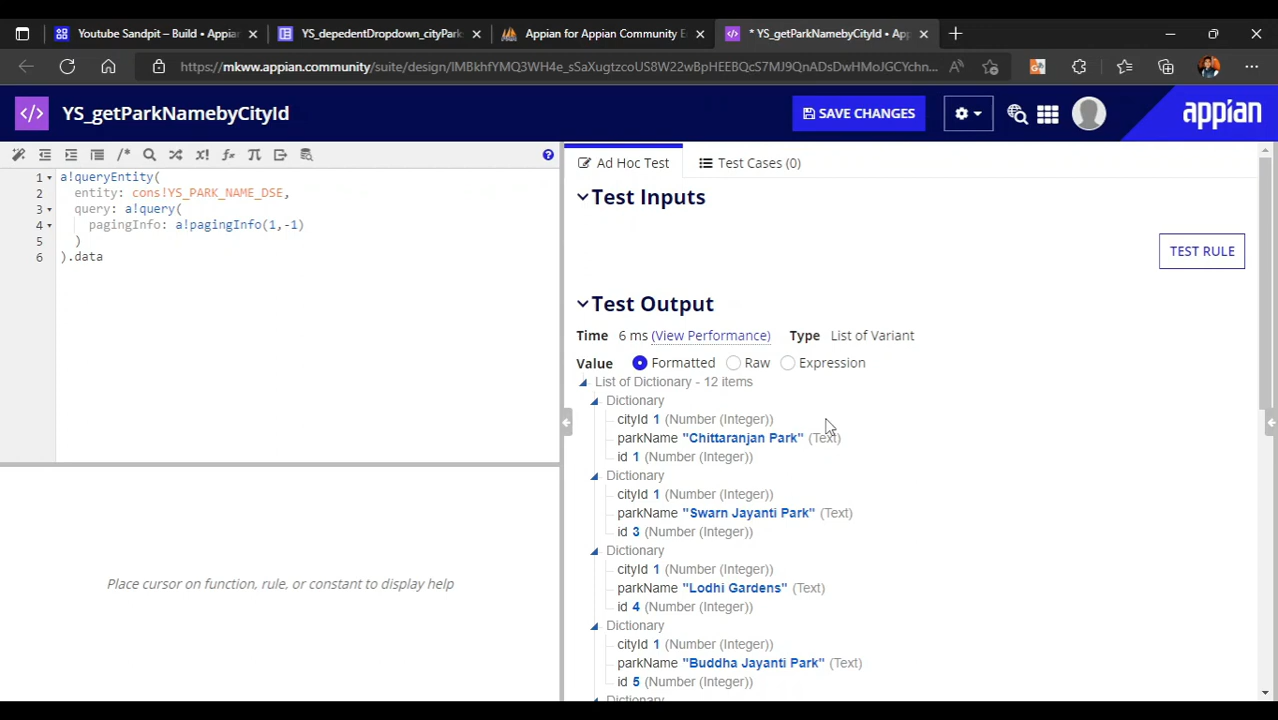 Youtube Sandpit – Build • Appian
YS_depedentDropdown_cityPark
Appian for Appian Community E
* YS_getParkNamebyCityId • App
https://mkww.appian.community/suite/design/IMBkhfYMQ3WH4e_sSaXugtzcoUS8W22wBpHEEBQcS7MJ9QnADsDwHMoJGCYchn...
YS_getParkNamebyCityId
SAVE CHANGES
appian
Ad Hoc Test
Test Cases (0)
1 a!queryEntity(
2 entity: cons!YS_PARK_NAME_DSE,
3 query: a!query(
4 pagingInfo: a!pagingInfo(1,-1)
5 )
6 ).data
Place cursor on function, rule, or constant to display help
Test Inputs
TEST RULE
Test Output
Time 6 ms (View Performance) Type List of Variant
Value Formatted Raw Expression
List of Dictionary - 12 items
Dictionary
cityId 1 (Number (Integer))
parkName "Chittaranjan Park" (Text)
id 1 (Number (Integer))
Dictionary
cityId 1 (Number (Integer))
parkName "Swarn Jayanti Park" (Text)
id 3 (Number (Integer))
Dictionary
cityId 1 (Number (Integer))
parkName "Lodhi Gardens" (Text)
id 4 (Number (Integer))
Dictionary
cityId 1 (Number (Integer))
parkName "Buddha Jayanti Park" (Text)
id 5 (Number (Integer))
Dictionary